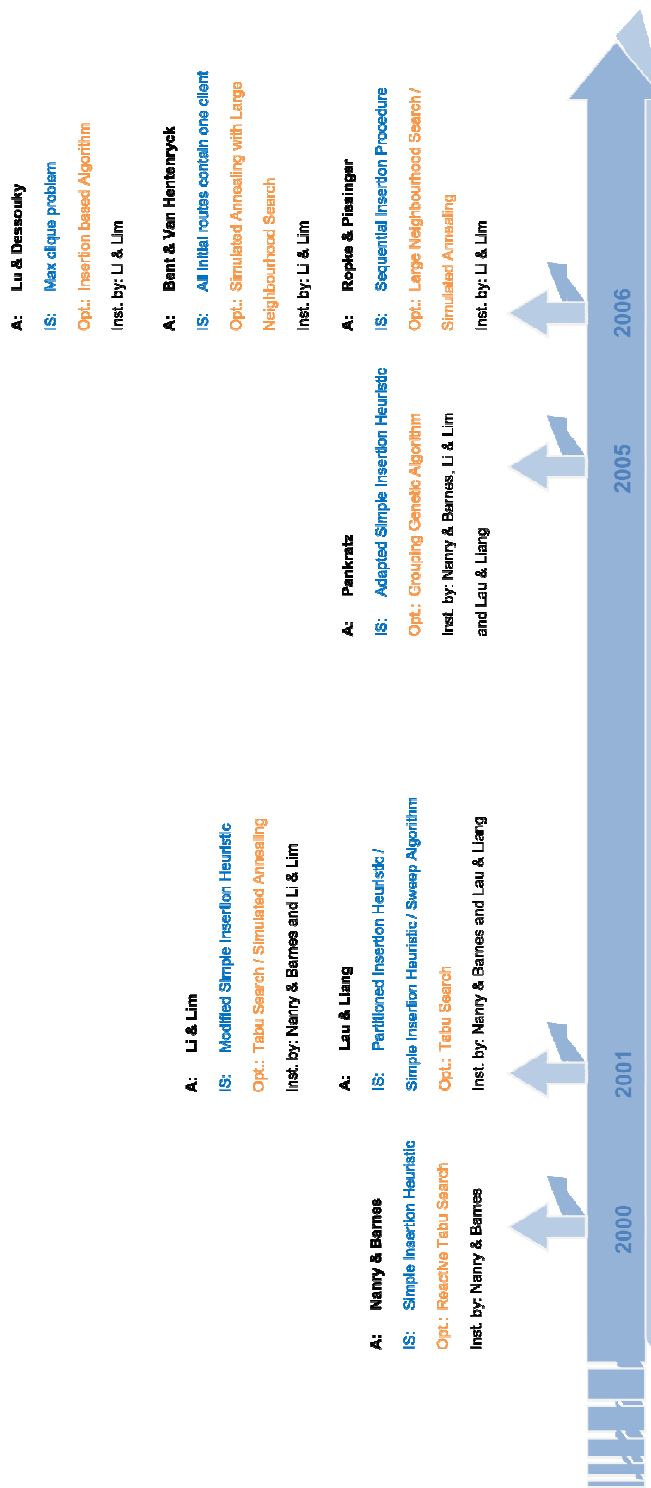 A: Nanry & Barnes
IS: Simple Insertion Heuristic
Opt.: Reactive Tabu Search
Inst. by: Nanry & Barnes
2000
A: Li & Lim
IS: Modified Simple Insertion Heuristic
Opt.: Tabu Search / Simulated Annealing
Inst. by: Nanry & Barnes and Li & Lim
A: Lau & Liang
IS: Partitioned Insertion Heuristic /
Simple Insertion Heuristic / Sweep Algorithm
Opt.: Tabu Search
Inst. by: Nanry & Barnes and Lau & Liang
2001
A: Pankratz
IS: Adapted Simple Insertion Heuristic
Opt.: Grouping Genetic Algorithm
Inst. by: Nanry & Barnes, Li & Lim
and Lau & Liang
2005
A: Lu & Dessouky
IS: Max clique problem
Opt.: Insertion based Algorithm
Inst. by: Li & Lim
A: Bent & Van Hentenryck
IS: All initial routes contain one client
Opt.: Simulated Annealing with Large
Neighbourhood Search
Inst. by: Li & Lim
A: Ropke & Pissinger
IS: Sequential Insertion Procedure
Opt.: Large Neighbourhood Search /
Simulated Annealing
Inst. by: Li & Lim
2006